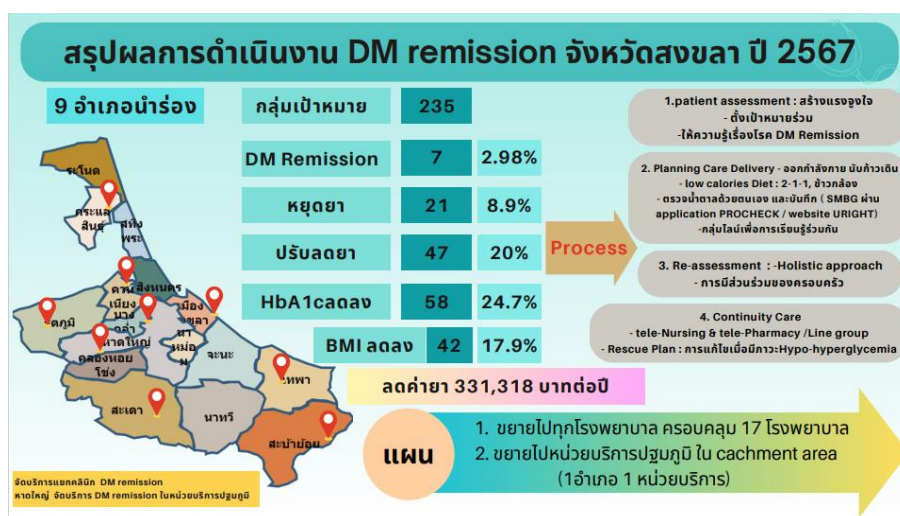 สรุปผลการดำเนินงาน DM remission จังหวัดสงขลา ปี 2567
9 อำเภอนำร่อง
กลุ่มเป้าหมาย 235
DM Remission 7 2.98%
หยุดยา 21 8.9%
ปรับลดยา 47 20%
HbA1cลดลง 58 24.7%
BMI ลดลง 42 17.9%
ลดค่ายา 331,318 บาทต่อปี
Process
1.patient assessment : สร้างแรงจูงใจ
- ตั้งเป้าหมายร่วม
-ให้ความรู้เรื่องโรค DM Remission
2. Planning Care Delivery - ออกกำลังกาย นับก้าวเดิน
- low calories Diet : 2-1-1, ข้าวกล้อง
- ตรวจน้ำตาลด้วยตนเอง และบันทึก ( SMBG ผ่าน
application PROCHECK / website URIGHT)
-กลุ่มไลน์เพื่อการเรียนรู้ร่วมกัน
3. Re-assessment : -Holistic approach
- การมีส่วนร่วมของครอบครัว
4. Continuity Care
- tele-Nursing & tele-Pharmacy /Line group
- Rescue Plan : การแก้ไขเมื่อมีภาวะHypo-hyperglycemia
แผน
1. ขยายไปทุกโรงพยาบาล ครอบคลุม 17 โรงพยาบาล
2. ขยายไปหน่วยบริการปฐมภูมิ ใน cachment area
(1อำเภอ 1 หน่วยบริการ)
ระโนด
กระแส
สินธุ์
สทิง
พระ
สิงหนคร
เนียง
บาง
กล่ำ
หาดใหญ่
เมือง
นา
หม่อ
ม
จะนะ
คลองหอย
โข่ง
เทพา
สะเดา
นาทวี
สะบ้าย้อย
จัดบริการแยกคลินิก DM remission
หาดใหญ่ จัดบริการ DM remission ในหน่วยบริการปฐมภูมิ